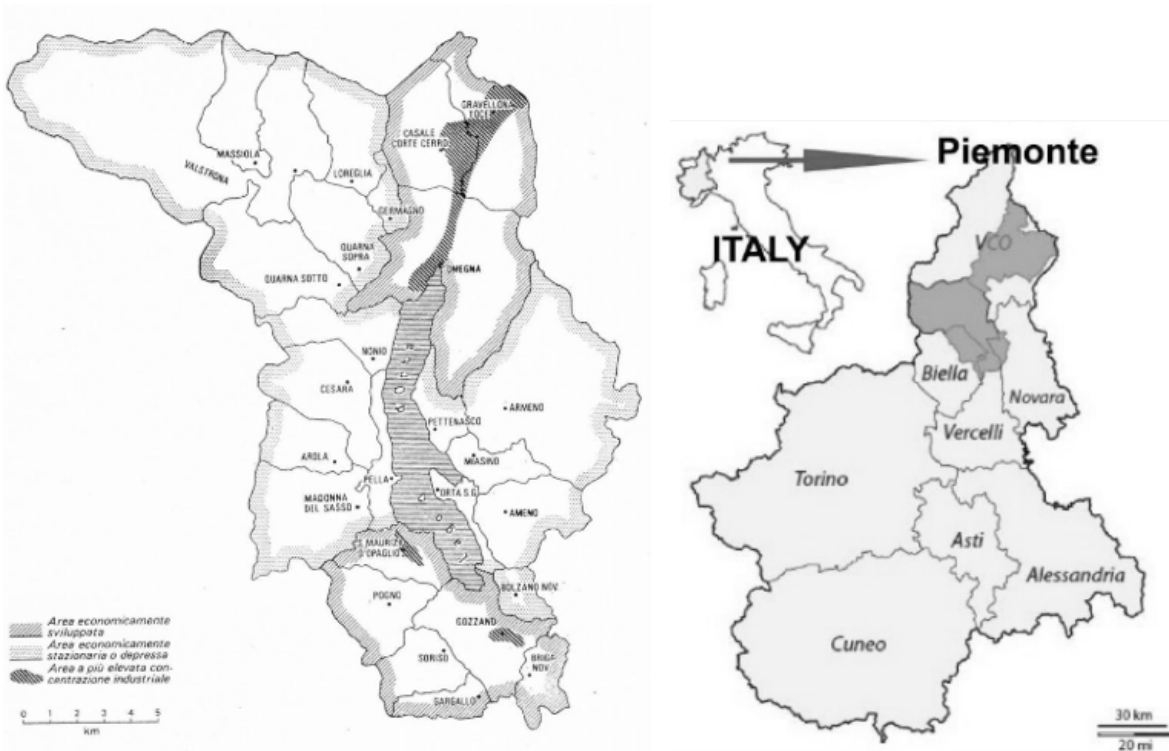 GRAVELLONA
TOCE
CASALE
CORTE CERRO
MASSIOLA
VALSTRONA
LOREGLIA
GERMAGNO
QUARNA
SOPRA
QUARNA SOTTO
OMEGNA
NONIO
CESARA
ARMENO
PETTENASCO
AROLA
MIASINO
PELLA
ORTA S.G.
MADONNA
DEL SASSO
AMENO
S. MAURIZIO
D'OPAGLIO
BOLZANO NOV.
POGNO
GOZZANO
SORISO
BRIGA
NOV.
GARGALLO
Area economicamente
sviluppata
Area economicamente
stazionaria o depressa
Area a più elevata con-
centrazione industriale
0 1 2 3 4 5
km
Piemonte
ITALY
VCO
Biella
Novara
Vercelli
Torino
Asti
Alessandria
Cuneo
30 km
20 mi